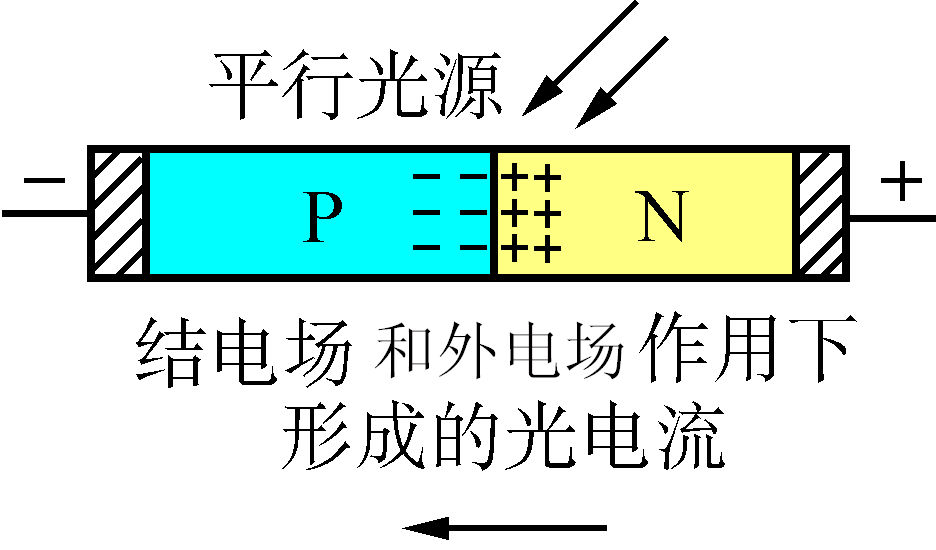 平行光源
− P − − + + N +
− − + +
− − + +
结电场 和外电场 作用下
形成的光电流